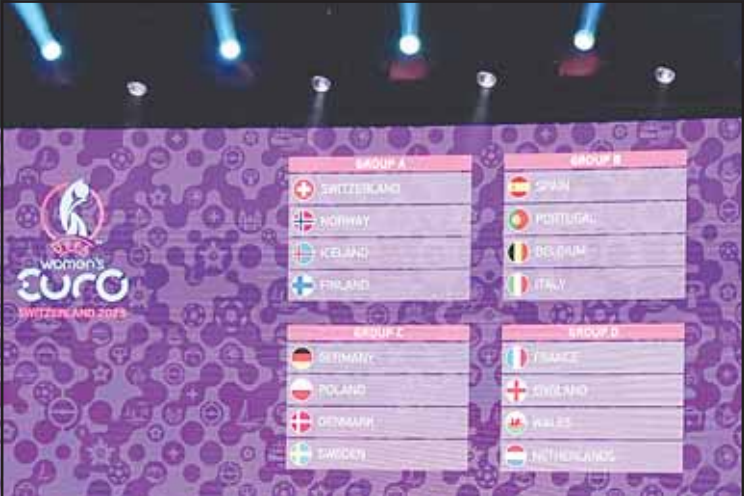 UEFA
women's
EURO
SWITZERLAND 2025
GROUP A
SWITZERLAND
NORWAY
ICELAND
FINLAND
GROUP B
SPAIN
PORTUGAL
BELGIUM
ITALY
GROUP C
GERMANY
POLAND
DENMARK
SWEDEN
GROUP D
FRANCE
ENGLAND
WALES
NETHERLANDS